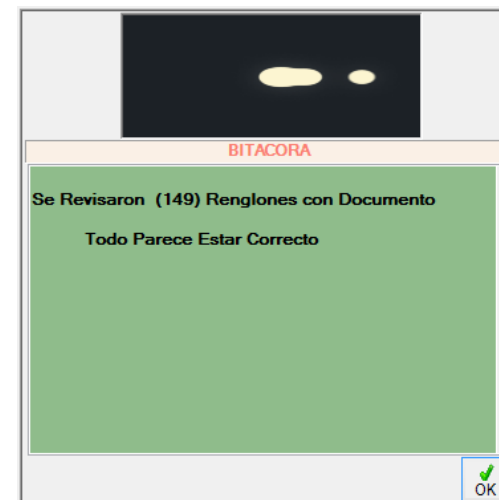 BITACORA
Se Revisaron (149) Renglones con Documento
Todo Parece Estar Correcto
OK